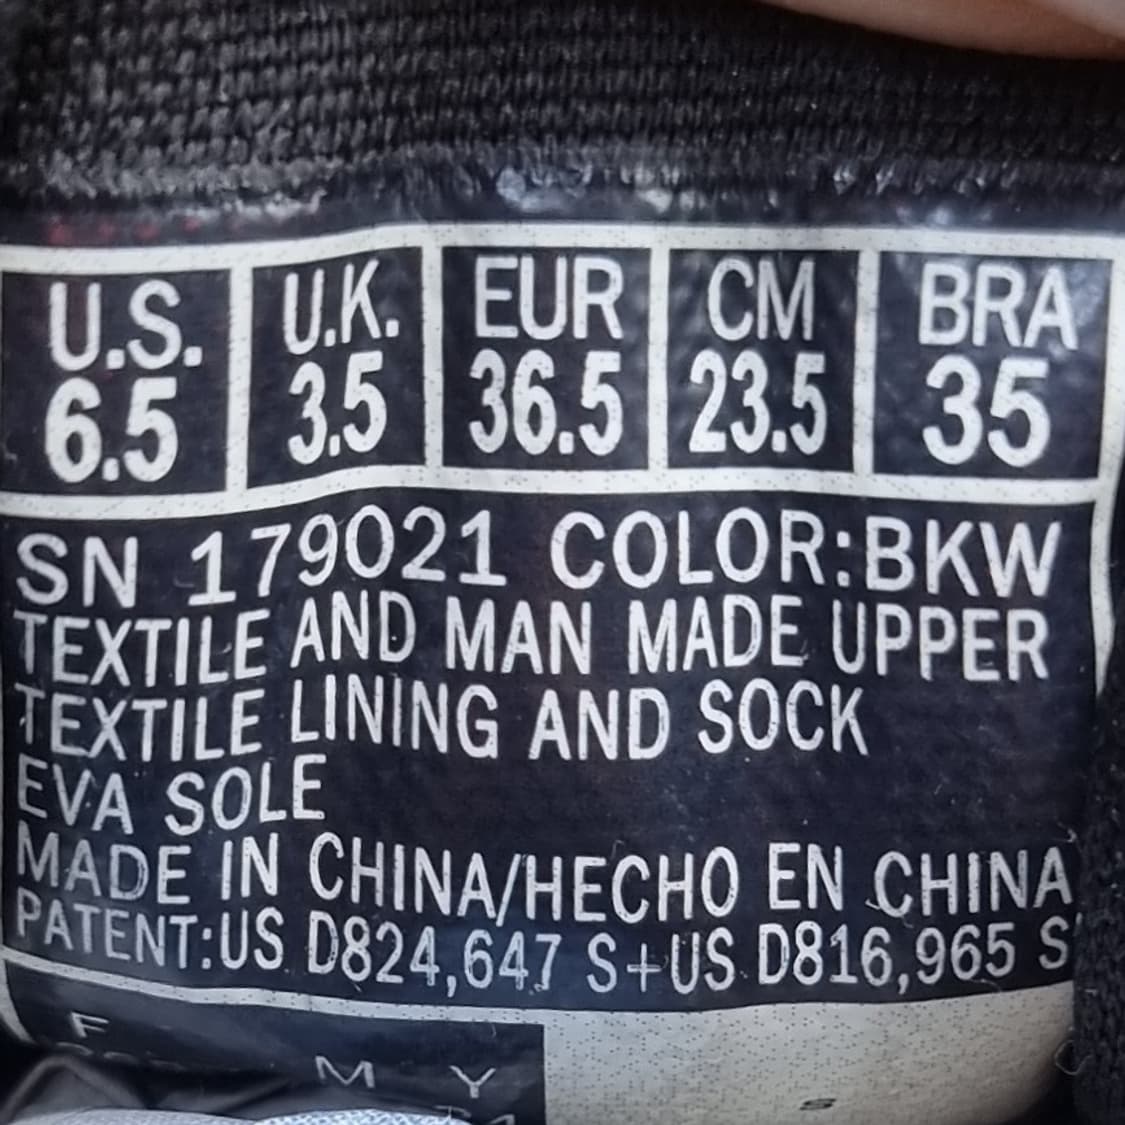 U.S. U.K. EUR CM BRA
6.5 3.5 36.5 23.5 35
SN 179021 COLOR:BKW
TEXTILE AND MAN MADE UPPER
TEXTILE LINING AND SOCK
EVA SOLE
MADE IN CHINA/HECHO EN CHINA
PATENT:US D824,647 S+US D816,965 S
F M Y
S